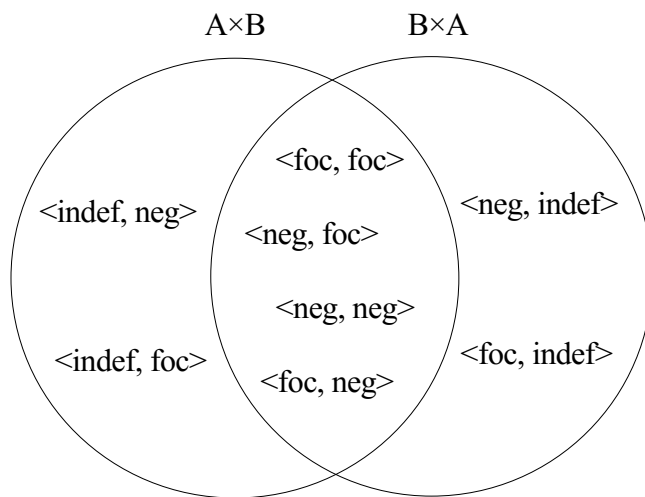 A×B
B×A
<foc, foc>
<indef, neg>
<neg, indef>
<neg, foc>
<neg, neg>
<indef, foc>
<foc, indef>
<foc, neg>